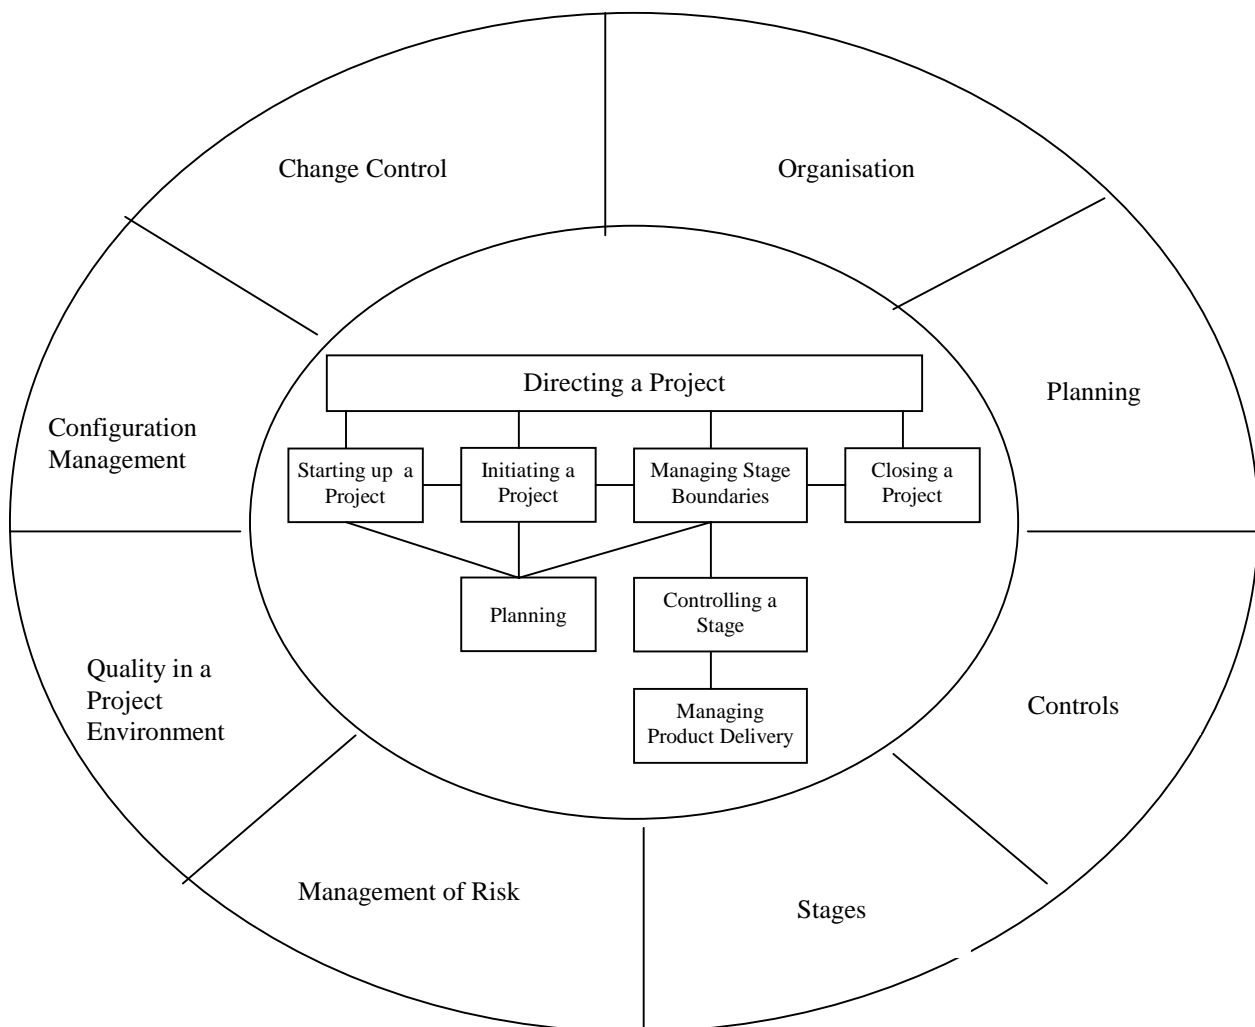 Change Control
Organisation
Planning
Configuration
Management
Directing a Project
Starting up a
Project
Initiating a
Project
Managing Stage
Boundaries
Closing a
Project
Planning
Controlling a
Stage
Managing
Product Delivery
Quality in a
Project
Environment
Controls
Management of Risk
Stages